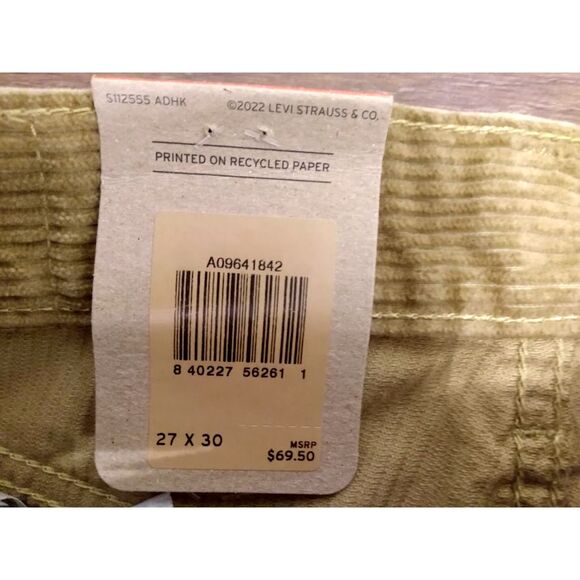 S112555 ADHK ©2022 LEVI STRAUSS & CO.
PRINTED ON RECYCLED PAPER
A09641842
8 40227 56261 1
27 X 30
MSRP
$69.50